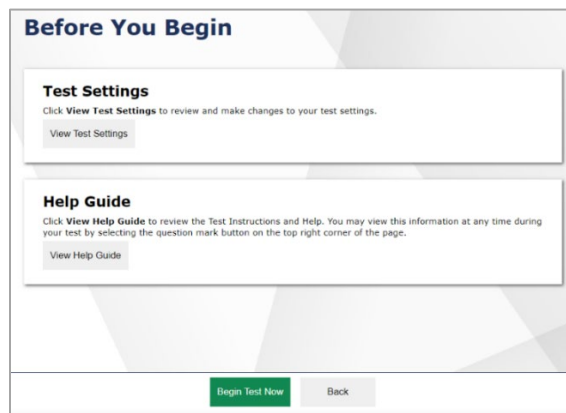 Before You Begin
Test Settings
Click View Test Settings to review and make changes to your test settings.
View Test Settings
Help Guide
Click View Help Guide to review the Test Instructions and Help. You may view this information at any time during
your test by selecting the question mark button on the top right corner of the page.
View Help Guide
Begin Test Now
Back